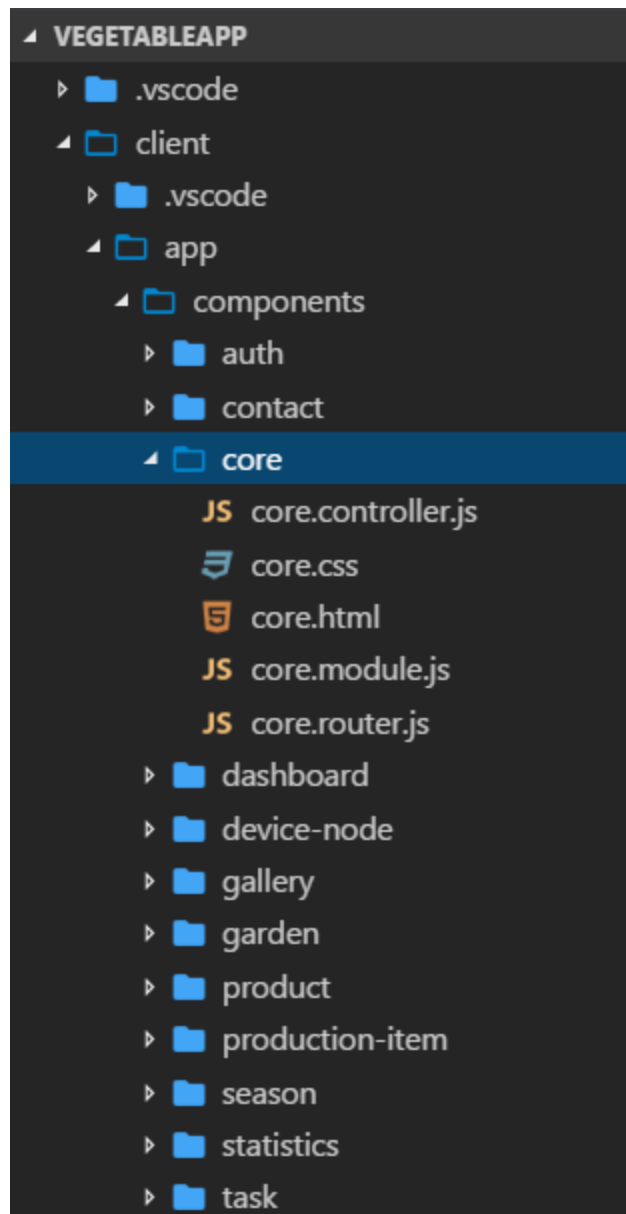 VEGETABLEAPP
.vscode
client
.vscode
app
components
auth
contact
core
JS core.controller.js
core.css
5 core.html
JS core.module.js
JS core.router.js
dashboard
device-node
gallery
garden
product
production-item
season
statistics
task